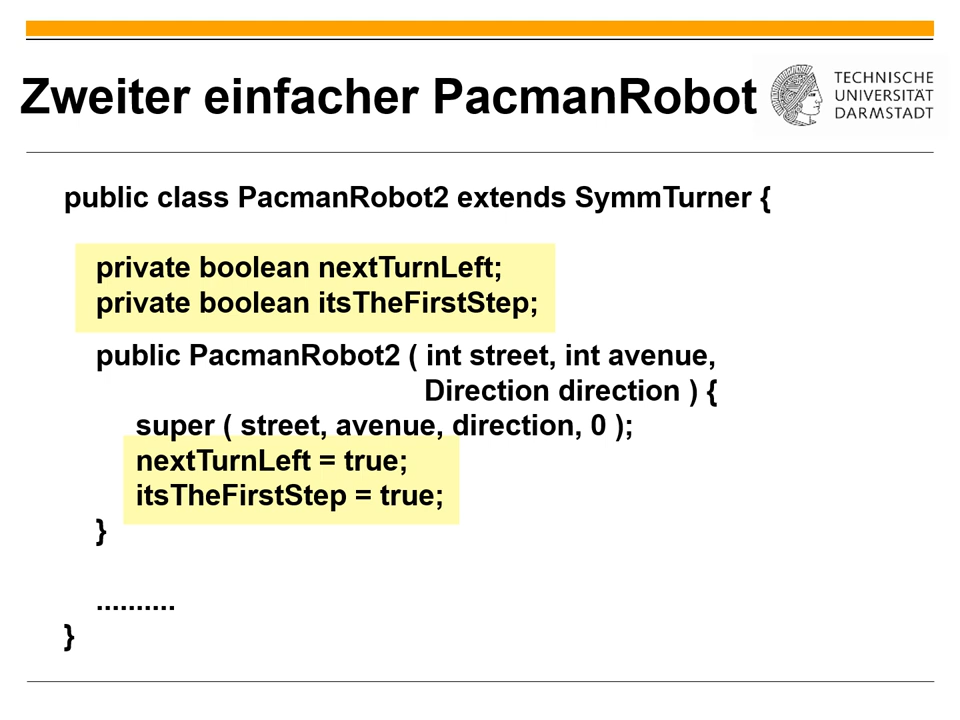 Zweiter einfacher PacmanRobot
TECHNISCHE
UNIVERSITÄT
DARMSTADT
public class PacmanRobot2 extends SymmTurner {
private boolean nextTurnLeft;
private boolean itsTheFirstStep;
public PacmanRobot2 ( int street, int avenue,
Direction direction ) {
super ( street, avenue, direction, 0 );
nextTurnLeft = true;
itsTheFirstStep = true;
}
..........
}